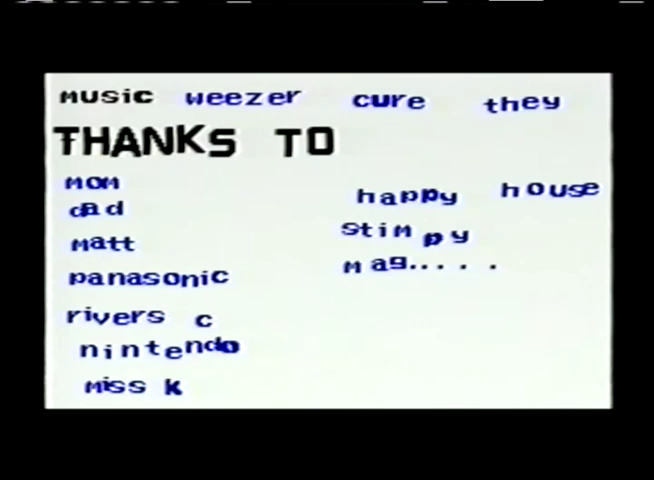 music weezer cure they
THANKS TO
MOM
dad
matt
panasonic
rivers c
nintendo
miss k
happy house
stimpy
mag.....